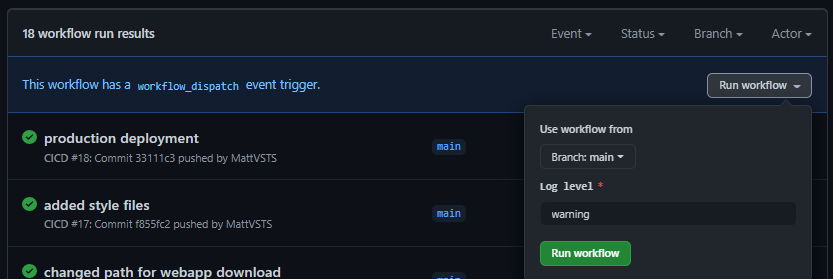 18 workflow run results
Event Status Branch Actor
This workflow has a workflow_dispatch event trigger.
Run workflow
production deployment
CICD #18: Commit 33111c3 pushed by MattVSTS
main
added style files
CICD #17: Commit f855fc2 pushed by MattVSTS
main
changed path for webapp download
Use workflow from
Branch: main
Log level *
warning
Run workflow